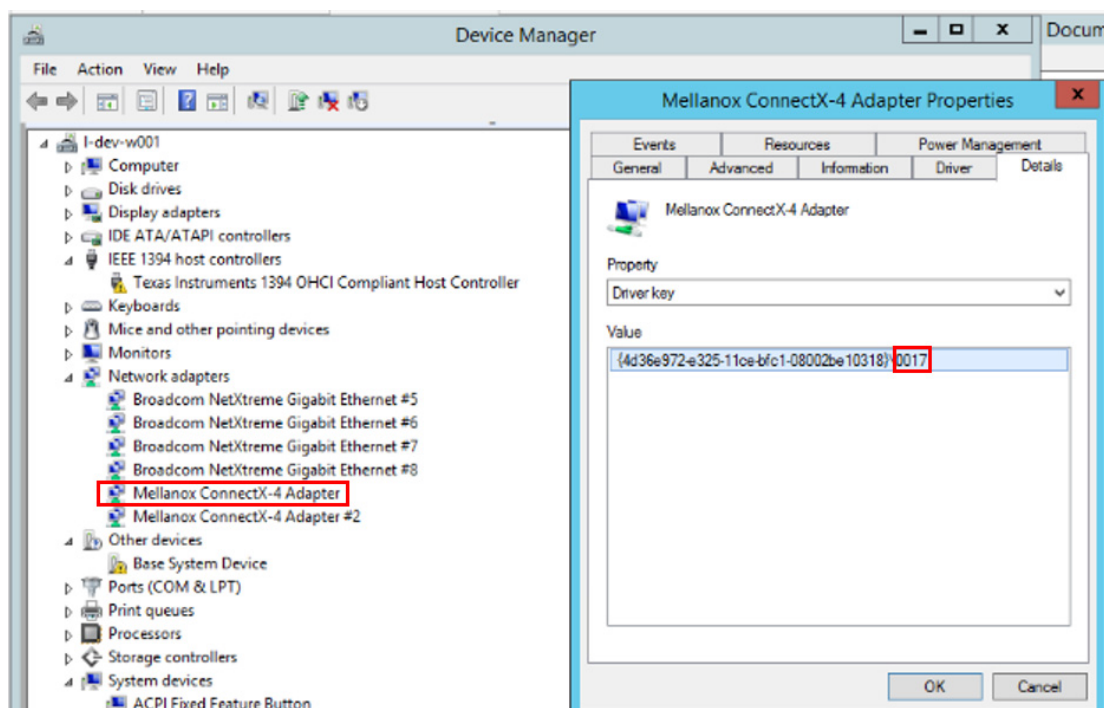 Device Manager
Docum
File Action View Help
l-dev-w001
Computer
Disk drives
Display adapters
IDE ATA/ATAPI controllers
IEEE 1394 host controllers
Texas Instruments 1394 OHCI Compliant Host Controller
Keyboards
Mice and other pointing devices
Monitors
Network adapters
Broadcom NetXtreme Gigabit Ethernet #5
Broadcom NetXtreme Gigabit Ethernet #6
Broadcom NetXtreme Gigabit Ethernet #7
Broadcom NetXtreme Gigabit Ethernet #8
Mellanox ConnectX-4 Adapter
Mellanox ConnectX-4 Adapter #2
Other devices
Base System Device
Ports (COM & LPT)
Print queues
Processors
Storage controllers
System devices
ACPI Fixed Feature Button
Mellanox ConnectX-4 Adapter Properties
Events Resources Power Management
General Advanced Information Driver Details
Mellanox ConnectX-4 Adapter
Property
Driver key
Value
{4d36e972-e325-11ce-bfc1-08002be10318}\0017
OK Cancel